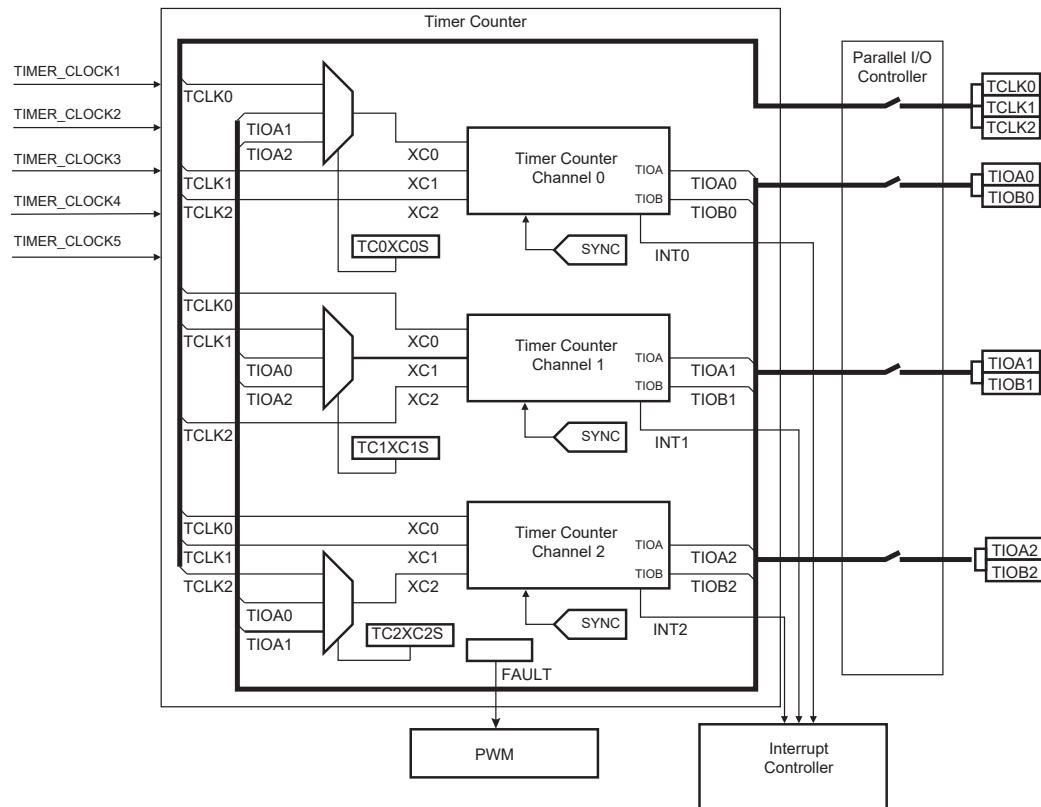 Timer Counter
Parallel I/O
Controller
TIMER_CLOCK1
TIMER_CLOCK2
TIMER_CLOCK3
TIMER_CLOCK4
TIMER_CLOCK5
TCLK0
TIOA1
TIOA2
TCLK1
TCLK2
XC0
XC1
XC2
Timer Counter
Channel 0
TIOA
TIOB
TIOA0
TIOB0
TC0XC0S
SYNC
INT0
TCLK0
TCLK1
TCLK2
TIOA0
TIOB0
TCLK0
TCLK1
TIOA0
TIOA2
TCLK2
XC0
XC1
XC2
Timer Counter
Channel 1
TIOA
TIOB
TIOA1
TIOB1
TC1XC1S
SYNC
INT1
TIOA1
TIOB1
TCLK0
TCLK1
TCLK2
TIOA0
TIOA1
XC0
XC1
XC2
Timer Counter
Channel 2
TIOA
TIOB
TIOA2
TIOB2
TC2XC2S
SYNC
INT2
TIOA2
TIOB2
FAULT
PWM
Interrupt
Controller